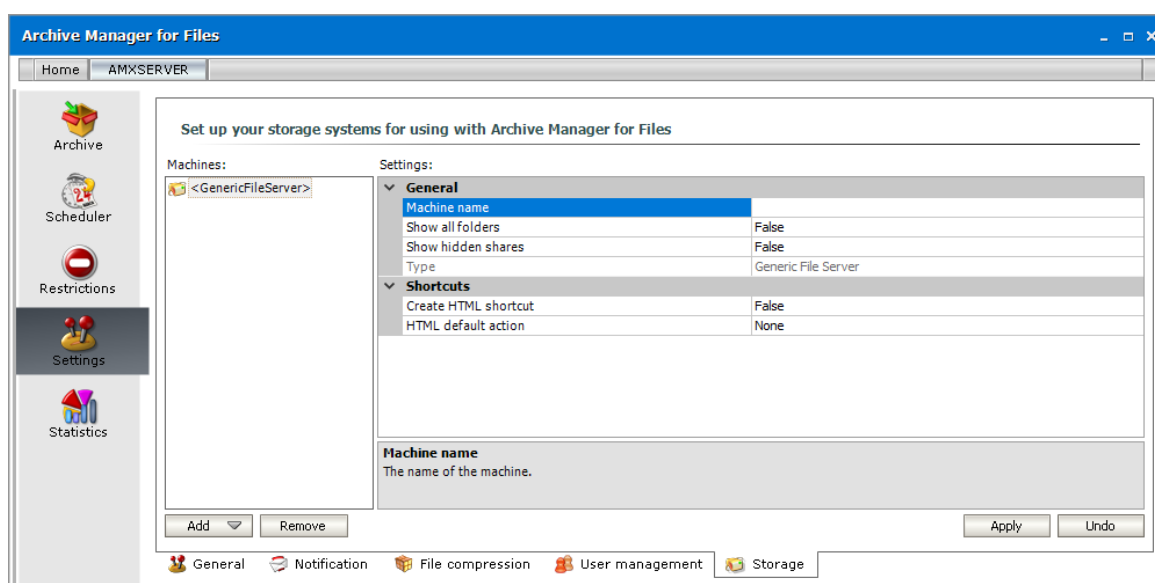 Archive Manager for Files
Home AMXSERVER
Archive
Scheduler
Restrictions
Settings
Statistics
Set up your storage systems for using with Archive Manager for Files
Machines:
<GenericFileServer>
Settings:
General
Machine name
Show all folders False
Show hidden shares False
Type Generic File Server
Shortcuts
Create HTML shortcut False
HTML default action None
Machine name
The name of the machine.
Add Remove Apply Undo
General Notification File compression User management Storage